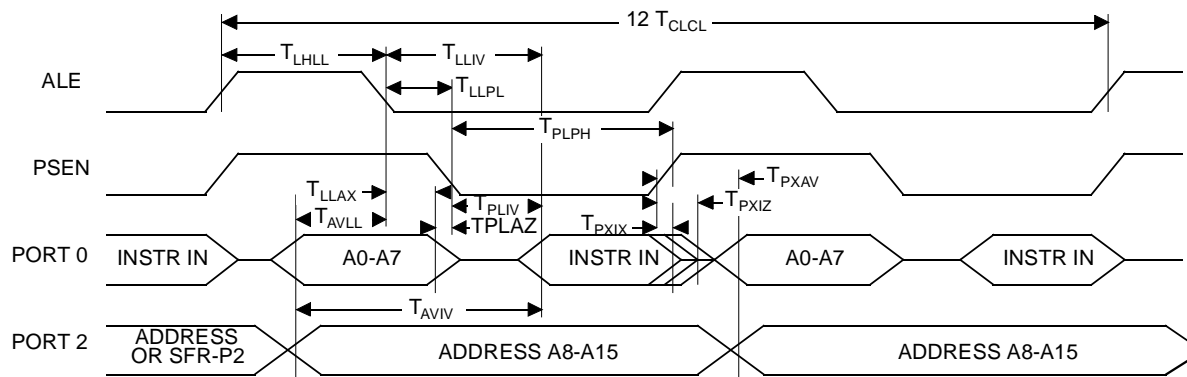 12 TCLCL
TLHLL
TLLIV
ALE
TLLPL
TPLPH
PSEN
TLLAX
TPXAV
TPLIV
TPXIZ
TAVLL
TPLAZ
TPXIX
PORT 0
INSTR IN
A0-A7
INSTR IN
A0-A7
INSTR IN
TAVIV
PORT 2
ADDRESS
OR SFR-P2
ADDRESS A8-A15
ADDRESS A8-A15